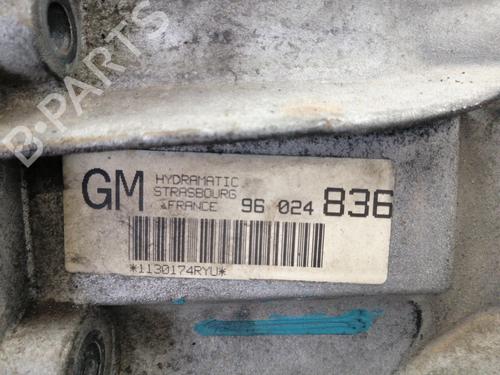 B-PARTS
GM HYDRAMATIC
STRASBOURG
FRANCE 96 024 836
*1130174RYU*